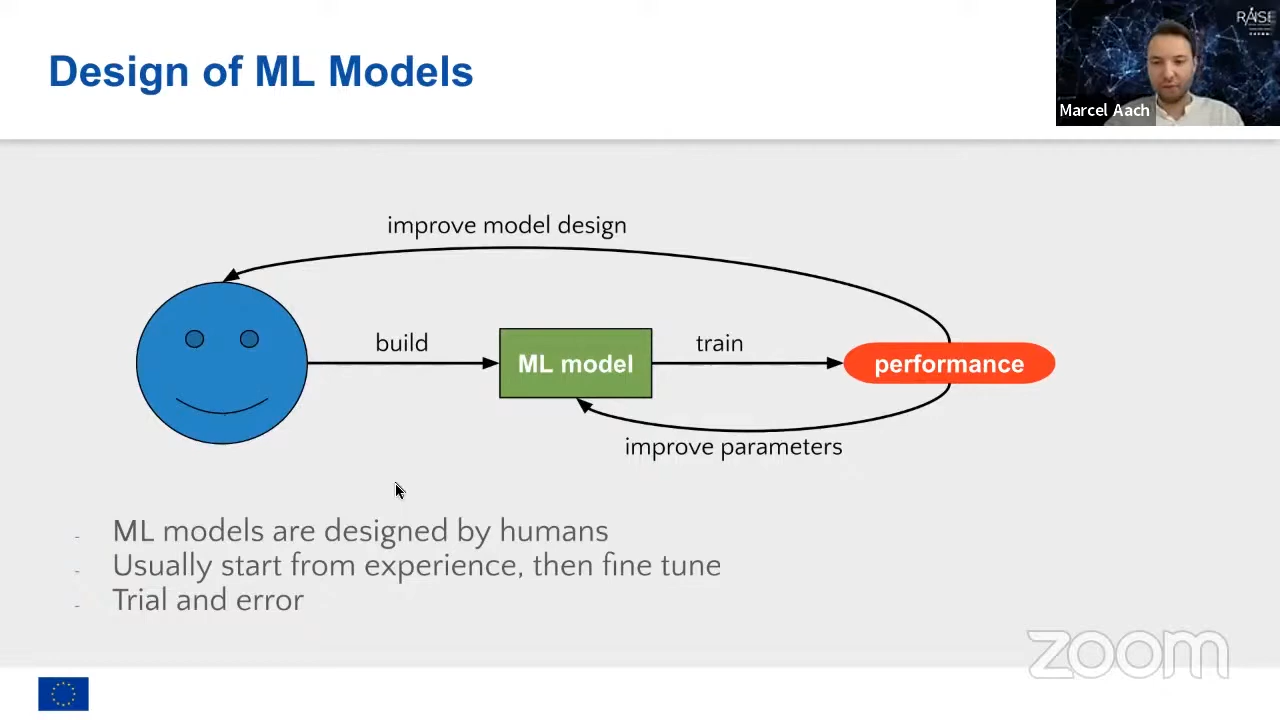 Design of ML Models
RAISE
Marcel Aach
improve model design
build
ML model
train
performance
improve parameters
- ML models are designed by humans
- Usually start from experience, then fine tune
- Trial and error
zoom